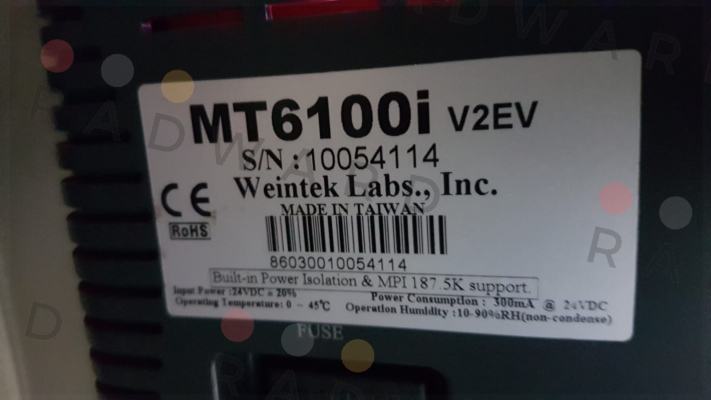 MT6100i V2EV
S/N : 10054114
Weintek Labs., Inc.
MADE IN TAIWAN
CE
RoHS
86030010054114
Built-in Power Isolation & MPI 187.5K support.
Input Power :24VDC ± 20%
Power Consumption : 300mA @ 24VDC
Operating Temperature: 0 ~ 45℃
Operation Humidity :10-90%RH(non-condense)
FUSE
RADWARD
RADWARD